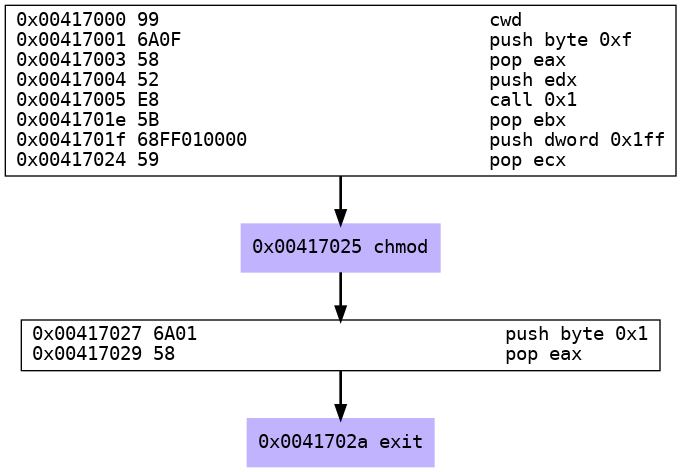 0x00417000 99 cwd
0x00417001 6A0F push byte 0xf
0x00417003 58 pop eax
0x00417004 52 push edx
0x00417005 E8 call 0x1
0x0041701e 5B pop ebx
0x0041701f 68FF010000 push dword 0x1ff
0x00417024 59 pop ecx
0x00417025 chmod
0x00417027 6A01 push byte 0x1
0x00417029 58 pop eax
0x0041702a exit